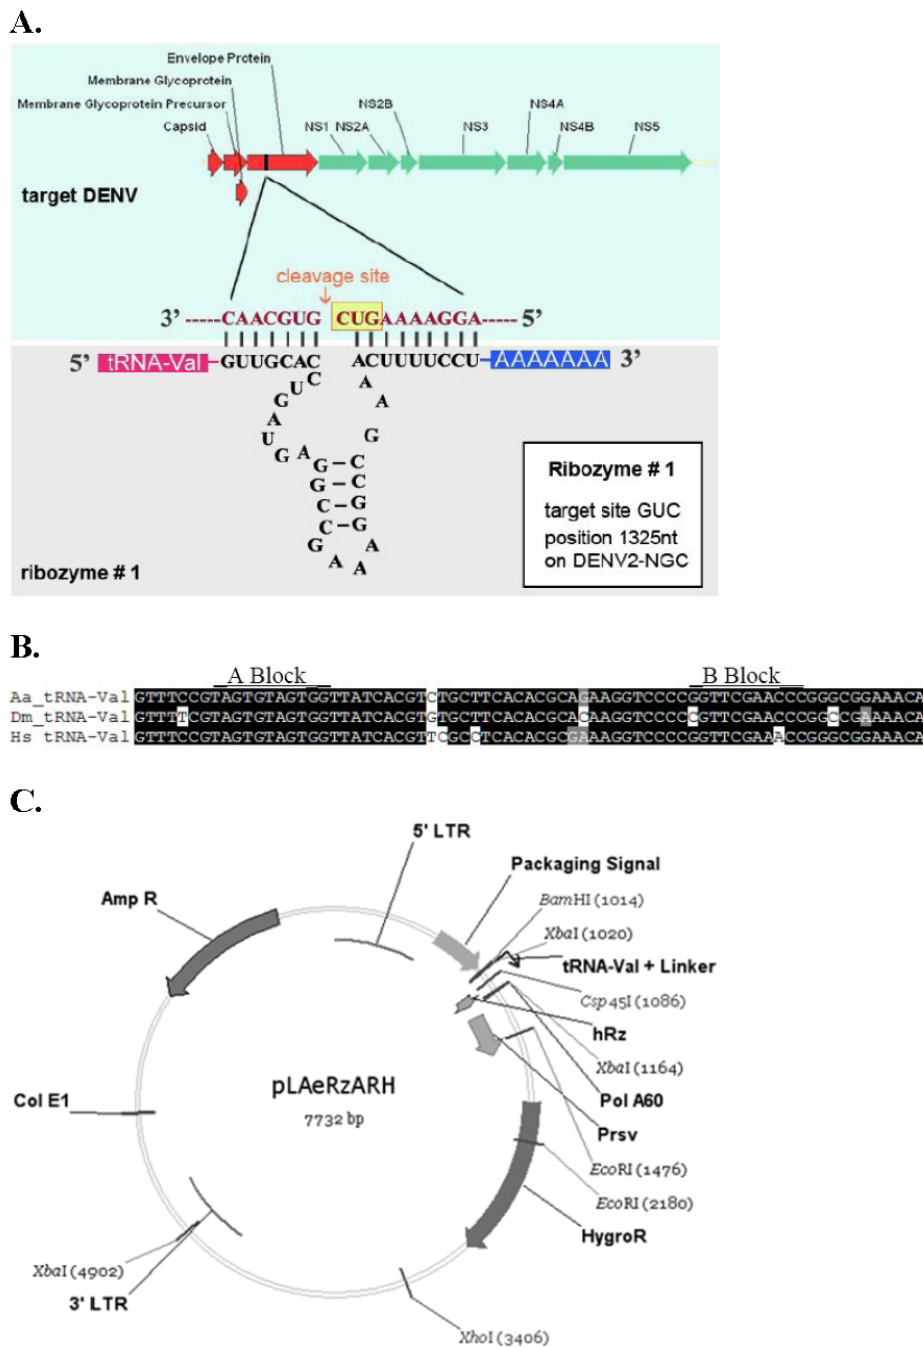 A.
Envelope Protein
Membrane Glycoprotein
Membrane Glycoprotein Precursor
Capsid
NS1
NS2A
NS2B
NS3
NS4A
NS4B
NS5
target DENV
cleavage site
3’ -----CAACGUG CUGAAAAGGA----- 5’
5’ tRNA-Val GUUGCAC ACUUUUCCU AAAAAAA 3’
C
U
G
A
U
G
A
G
G
C
C
G
A
A
A
G
G
C
C
G
A
A
Ribozyme # 1
target site GUC
position 1325nt
on DENV2-NGC
ribozyme # 1
B.
A Block
B Block
Aa_tRNA-Val GTTTCCGTAGTGTAGTGGTTATCACGTCTGCTTCACACGCAGAAGGTCCCCGGTTCGAACCCGGGCGGAAACA
Dm_tRNA-Val GTTTTCGTAGTGTAGTGGTTATCACGTGTGCTTCACACGCACAAGGTCCCCCGTTCGAACCCGGCCGAAAACA
Hs_tRNA-Val GTTTCCGTAGTGTAGTGGTTATCACGTTCGCCTCACACGCGAAAGGTCCCCGGTTCGAAACCGGGCGGAAACA
C.
5' LTR
Packaging Signal
BamHI (1014)
XbaI (1020)
tRNA-Val + Linker
Csp45I (1086)
hRz
XbaI (1164)
Pol A60
Prsv
EcoRI (1476)
EcoRI (2180)
HygroR
XhoI (3406)
3' LTR
XbaI (4902)
Col E1
Amp R
pLAeRzARH
7732 bp